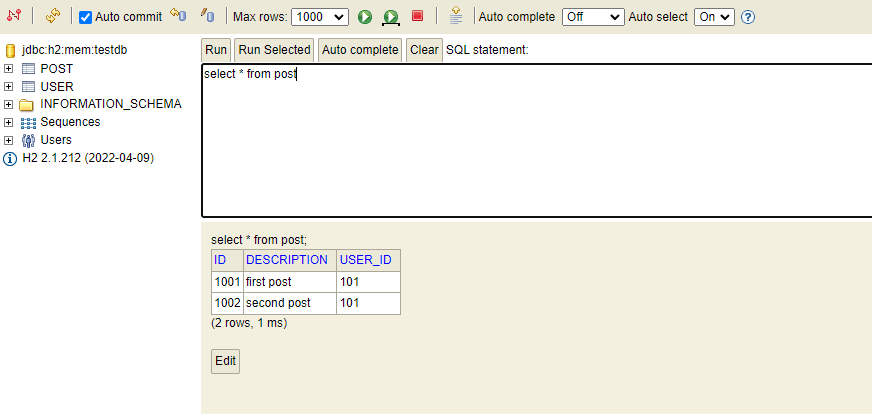 Auto commit Max rows: 1000 Auto complete Off Auto select On ?
jdbc:h2:mem:testdb
POST
USER
INFORMATION_SCHEMA
Sequences
Users
H2 2.1.212 (2022-04-09)
Run Run Selected Auto complete Clear SQL statement:
select * from post
select * from post;
ID DESCRIPTION USER_ID
1001 first post 101
1002 second post 101
(2 rows, 1 ms)
Edit